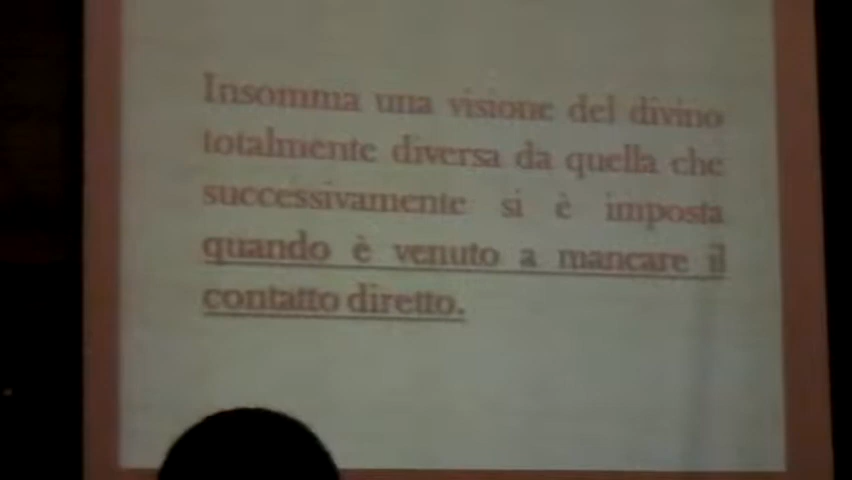 Insomma una visione del divino
totalmente diversa da quella che
successivamente si è imposta
quando è venuto a mancare il
contatto diretto.